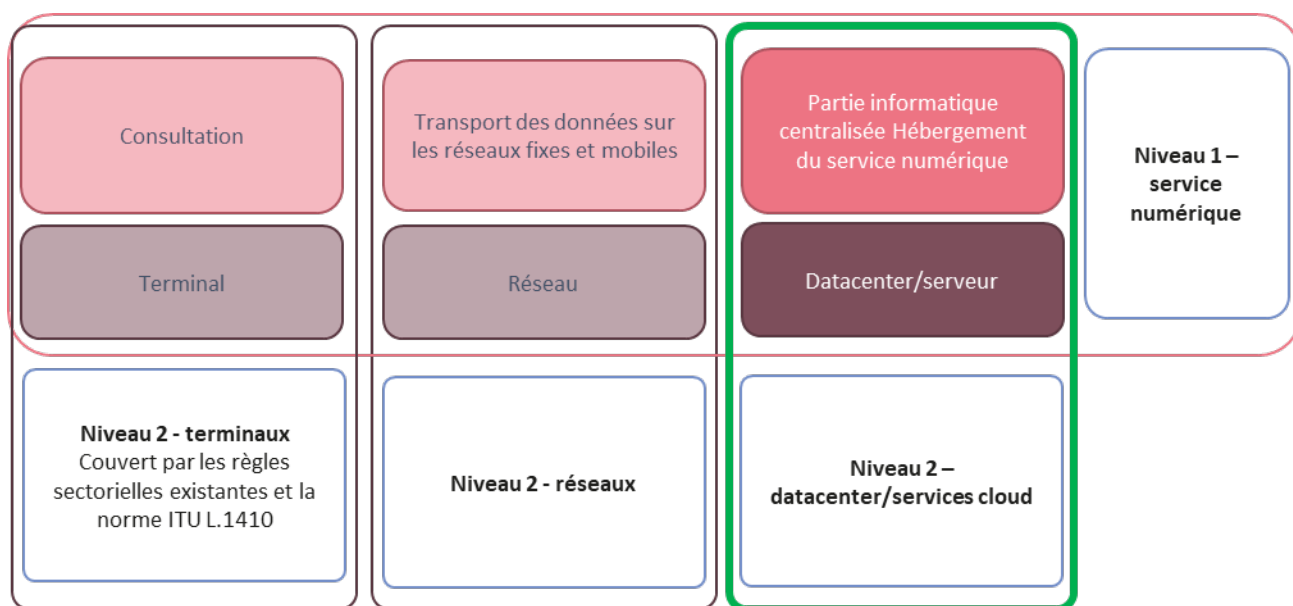 Consultation
Transport des données sur
les réseaux fixes et mobiles
Partie informatique
centralisée Hébergement
du service numérique
Niveau 1 –
service
numérique
Terminal
Réseau
Datacenter/serveur
Niveau 2 - terminaux
Couvert par les règles
sectorielles existantes et la
norme ITU L.1410
Niveau 2 - réseaux
Niveau 2 –
datacenter/services cloud